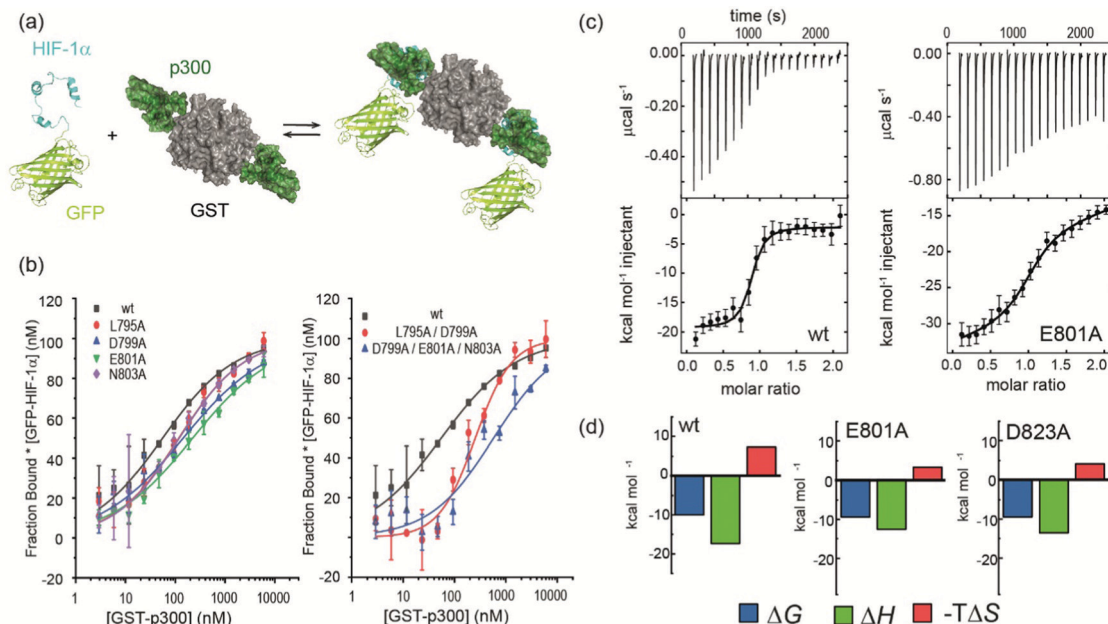 (a)
HIF-1α
p300
+
GFP
GST
(b)
Fraction Bound * [GFP-HIF-1α] (nM)
120
100
80
60
40
20
0
-20
wt
L795A
D799A
E801A
N803A
1 10 100 1000 10000
[GST-p300] (nM)
Fraction Bound * [GFP-HIF-1α] (nM)
120
100
80
60
40
20
0
-20
wt
L795A / D799A
D799A / E801A / N803A
1 10 100 1000 10000
[GST-p300] (nM)
(c)
time (s)
0 1000 2000
0.00
-0.20
-0.40
μcal s⁻¹
0
-5
-10
-15
-20
-25
kcal mol⁻¹ injectant
wt
0.0 0.5 1.0 1.5 2.0
molar ratio
time (s)
0 1000 2000
0.00
-0.40
-0.80
μcal s⁻¹
-15
-20
-25
-30
kcal mol⁻¹ injectant
E801A
0.0 0.5 1.0 1.5 2.0
molar ratio
(d)
wt
kcal mol⁻¹
10
5
0
-5
-10
-20
E801A
kcal mol⁻¹
10
0
-10
-20
D823A
kcal mol⁻¹
10
0
-10
-20
ΔG ΔH -TΔS